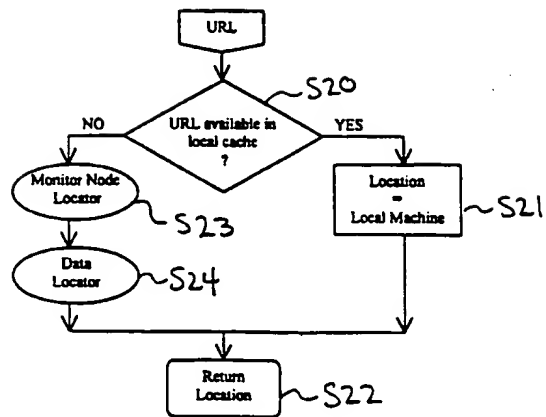 URL
S20
NO
URL available in
local cache
?
YES
Monitor Node
Locator
S23
Location
=
Local Machine
S21
Data
Locator
S24
Return
Location
S22